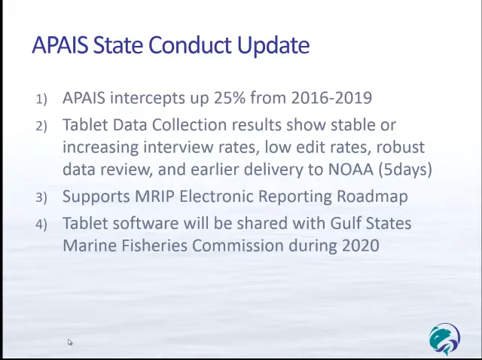 APAIS State Conduct Update
1) APAIS intercepts up 25% from 2016-2019
2) Tablet Data Collection results show stable or
increasing interview rates, low edit rates, robust
data review, and earlier delivery to NOAA (5days)
3) Supports MRIP Electronic Reporting Roadmap
4) Tablet software will be shared with Gulf States
Marine Fisheries Commission during 2020